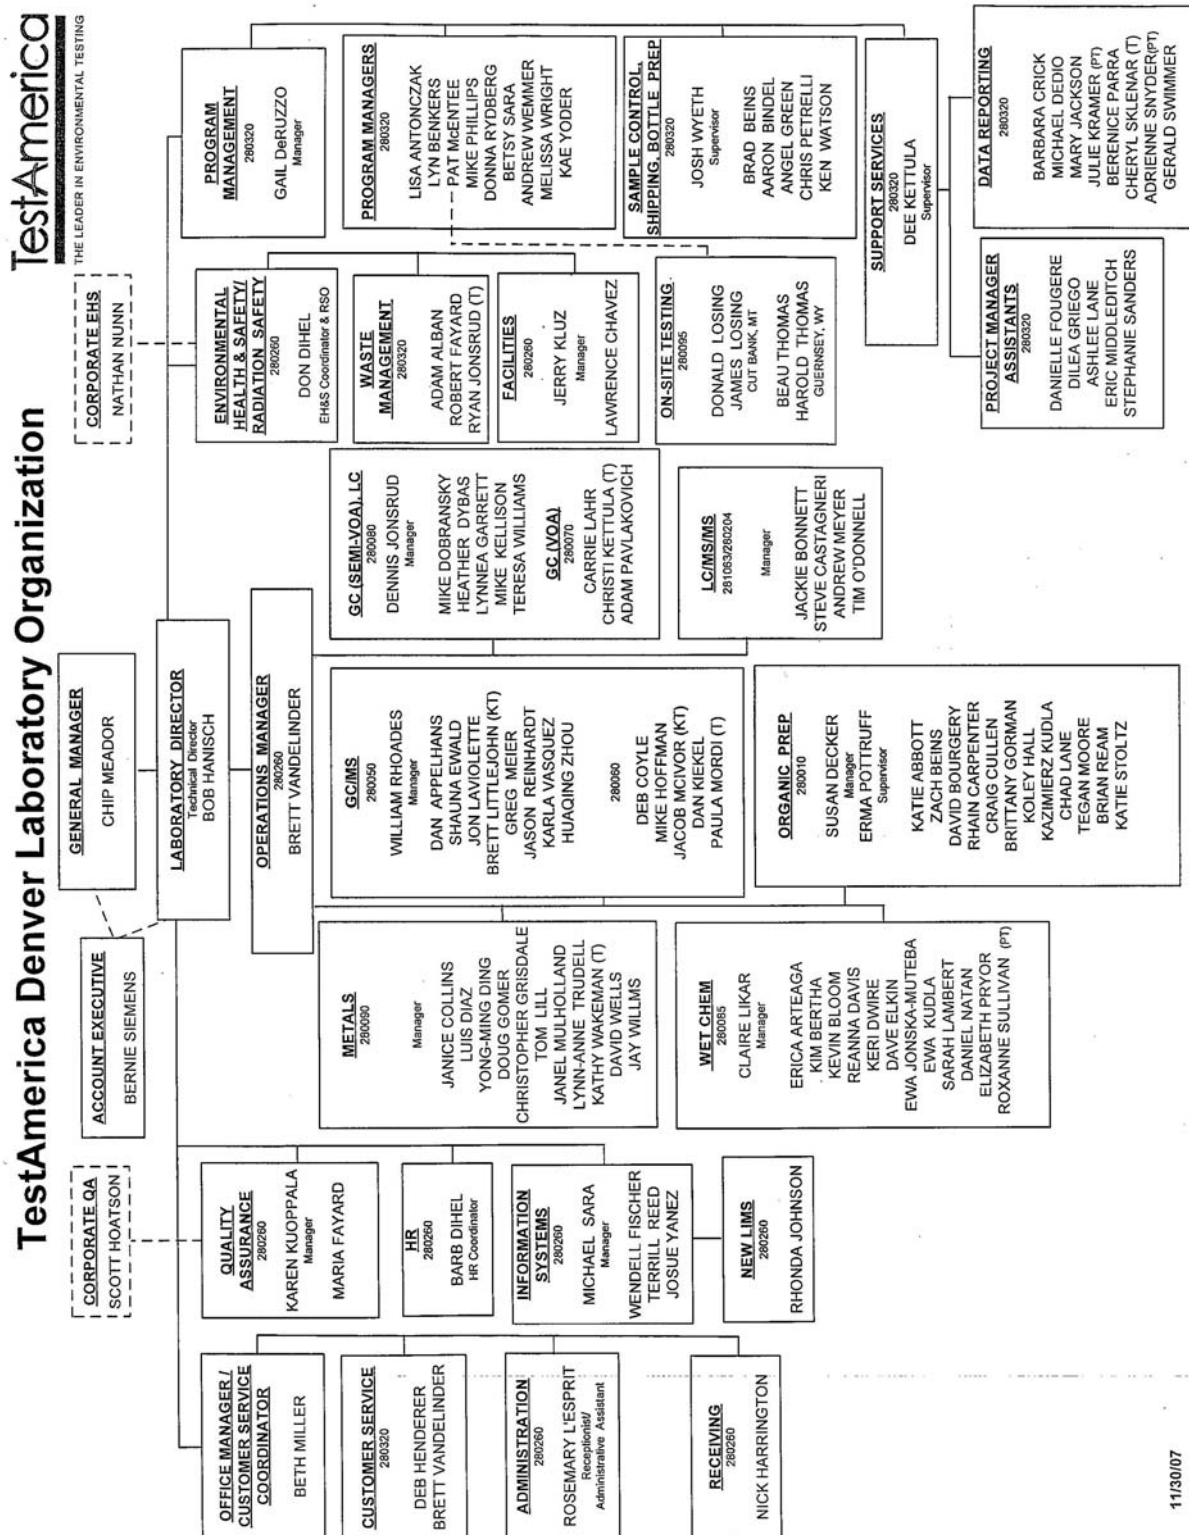 TestAmerica Denver Laboratory Organization
TestAmerica
THE LEADER IN ENVIRONMENTAL TESTING
GENERAL MANAGER
CHIP MEADOR
ACCOUNT EXECUTIVE
BERNIE SIEMENS
LABORATORY DIRECTOR
Technical Director
BOB HANISCH
OPERATIONS MANAGER
280260
BRETT VANDELINDER
CORPORATE QA
SCOTT HOATSON
CORPORATE EHS
NATHAN NUNN
OFFICE MANAGER /
CUSTOMER SERVICE
COORDINATOR
BETH MILLER
CUSTOMER SERVICE
280320
DEB HENDERER
BRETT VANDELINDER
ADMINISTRATION
280260
ROSEMARY L'ESPRIT
Receptionist/
Administrative Assistant
RECEIVING
280260
NICK HARRINGTON
QUALITY
ASSURANCE
280260
KAREN KUOPPALA
Manager
MARIA FAYARD
HR
280260
BARB DIHEL
HR Coordinator
INFORMATION
SYSTEMS
280260
MICHAEL SARA
Manager
WENDELL FISCHER
TERRILL REED
JOSUE YANEZ
NEW LIMS
280260
RHONDA JOHNSON
METALS
280090
Manager
JANICE COLLINS
LUIS DIAZ
YONG-MING DING
DOUG GOMER
CHRISTOPHER GRISDALE
TOM LILL
JANEL MULHOLLAND
LYNN-ANNE TRUDELL
KATHY WAKEMAN (T)
DAVID WELLS
JAY WILLMS
WET CHEM
280085
CLAIRE LIKAR
Manager
ERICA ARTEAGA
KIM BERTHA
KEVIN BLOOM
REANNA DAVIS
KERI DWIRE
DAVE ELKIN
EWA JONSKA-MUTEBA
EWA KUDLA
SARAH LAMBERT
DANIEL NATAN
ELIZABETH PRYOR
ROXANNE SULLIVAN (PT)
GC/MS
280050
WILLIAM RHOADES
Manager
DAN APPELHANS
SHAUNA EWALD
JON LAVIOLETTE
BRETT LITTLEJOHN (KT)
GREG MEIER
JASON REINHARDT
KARLA VASQUEZ
HUAQING ZHOU
280060
DEB COYLE
MIKE HOFFMAN
JACOB MCIVOR (KT)
DAN KIEKEL
PAULA MORDI (T)
ORGANIC PREP
280010
SUSAN DECKER
Manager
ERMA POTTRUFF
Supervisor
KATIE ABBOTT
ZACH BEINS
DAVID BOURGERY
RHAIN CARPENTER
CRAIG CULLEN
BRITTANY GORMAN
KOLEY HALL
KAZIMIERZ KUDLA
CHAD LANE
TEGAN MOORE
BRIAN REAM
KATIE STOLTZ
GC (SEMI-VOA), LC
280080
DENNIS JONSRUD
Manager
MIKE DOBRANSKY
HEATHER DYBAS
LYNNEA GARRETT
MIKE KELLISON
TERESA WILLIAMS
GC (VOA)
280070
CARRIE LAHR
CHRISTI KETTULA (T)
ADAM PAVLAKOVICH
LC/MS/MS
281063/280204
Manager
JACKIE BONNETT
STEVE CASTAGNERI
ANDREW MEYER
TIM O'DONNELL
ENVIRONMENTAL
HEALTH & SAFETY/
RADIATION SAFETY
280260
DON DIHEL
EH&S Coordinator & RSO
WASTE
MANAGEMENT
280320
ADAM ALBAN
ROBERT FAYARD
RYAN JONSRUD (T)
FACILITIES
280260
JERRY KLUZ
Manager
LAWRENCE CHAVEZ
ON-SITE TESTING
280095
DONALD LOSING
JAMES LOSING
CUT BANK, MT
BEAU THOMAS
HAROLD THOMAS
GUERNSEY, WY
PROGRAM
MANAGEMENT
280320
GAIL DeRUZZO
Manager
PROGRAM MANAGERS
280320
LISA ANTONCZAK
LYN BENKERS
PAT McENTEE
MIKE PHILLIPS
DONNA RYDBERG
BETSY SARA
ANDREW WEMMER
MELISSA WRIGHT
KAE YODER
SAMPLE CONTROL,
SHIPPING, BOTTLE PREP
280320
JOSH WYETH
Supervisor
BRAD BEINS
AARON BINDEL
ANGEL GREEN
CHRIS PETRELLI
KEN WATSON
SUPPORT SERVICES
280320
DEE KETTULA
Supervisor
PROJECT MANAGER
ASSISTANTS
280320
DANIELLE FOUGERE
DILEA GRIEGO
ASHLEE LANE
ERIC MIDDLEDITCH
STEPHANIE SANDERS
DATA REPORTING
280320
BARBARA CRICK
MICHAEL DEDIO
MARY JACKSON
JULIE KRAMER (PT)
BERENICE PARRA
CHERYL SKLENAR (T)
ADRIENNE SNYDER(PT)
GERALD SWIMMER
11/30/07